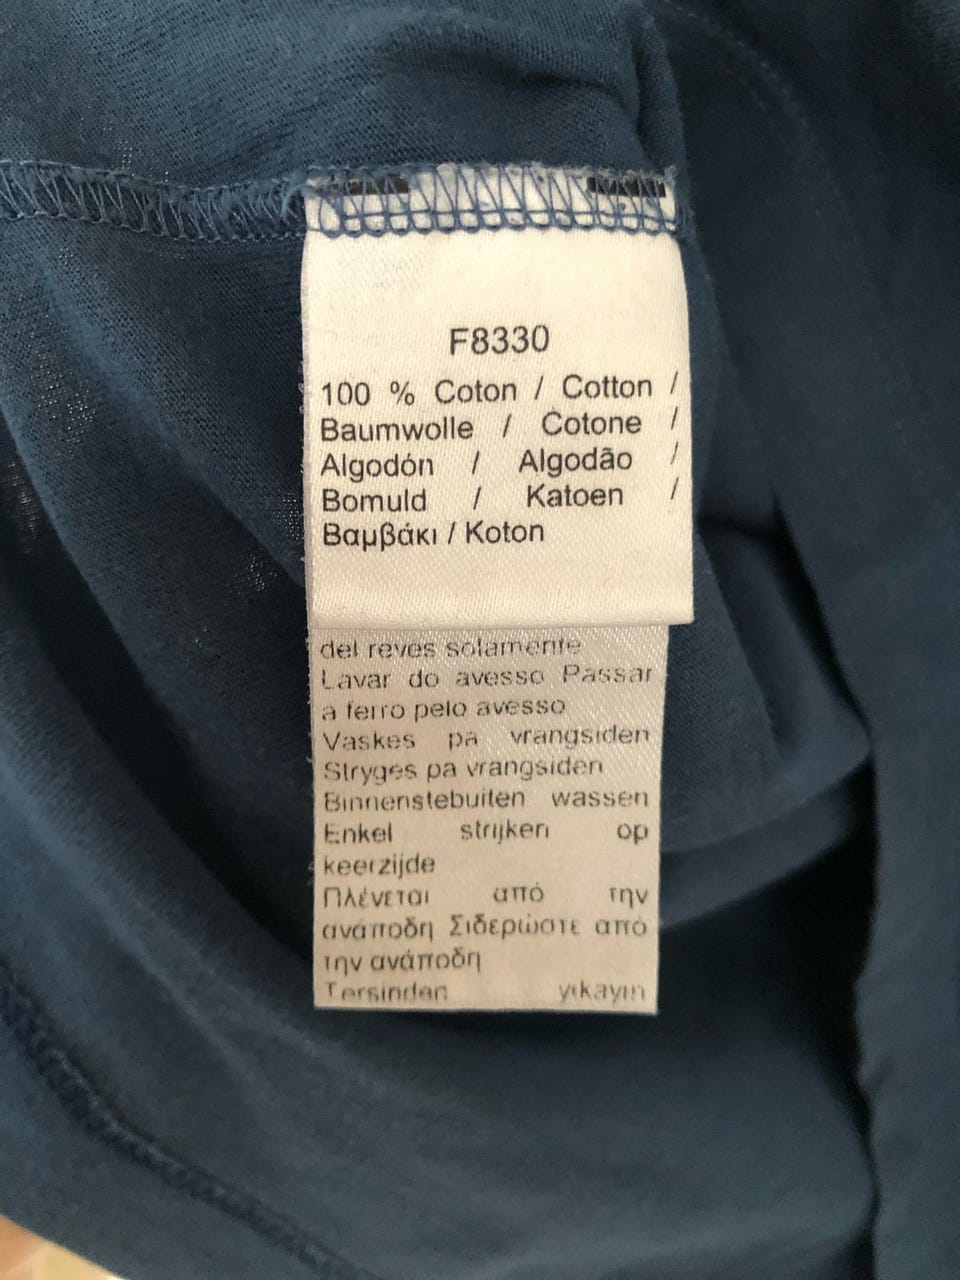 F8330
100 % Coton / Cotton /
Baumwolle / Cotone /
Algodón / Algodão /
Bomuld / Katoen /
Βαμβάκι / Koton
del reves solamente
Lavar do avesso Passar
a ferro pelo avesso
Vaskes pa vrangsiden
Stryges pa vrangsiden
Binnenstebuiten wassen
Enkel strijken op
keerzijde
Πλένεται από την
ανάποδη Σιδερώστε από
την ανάποδη
Tersinden yıkayın